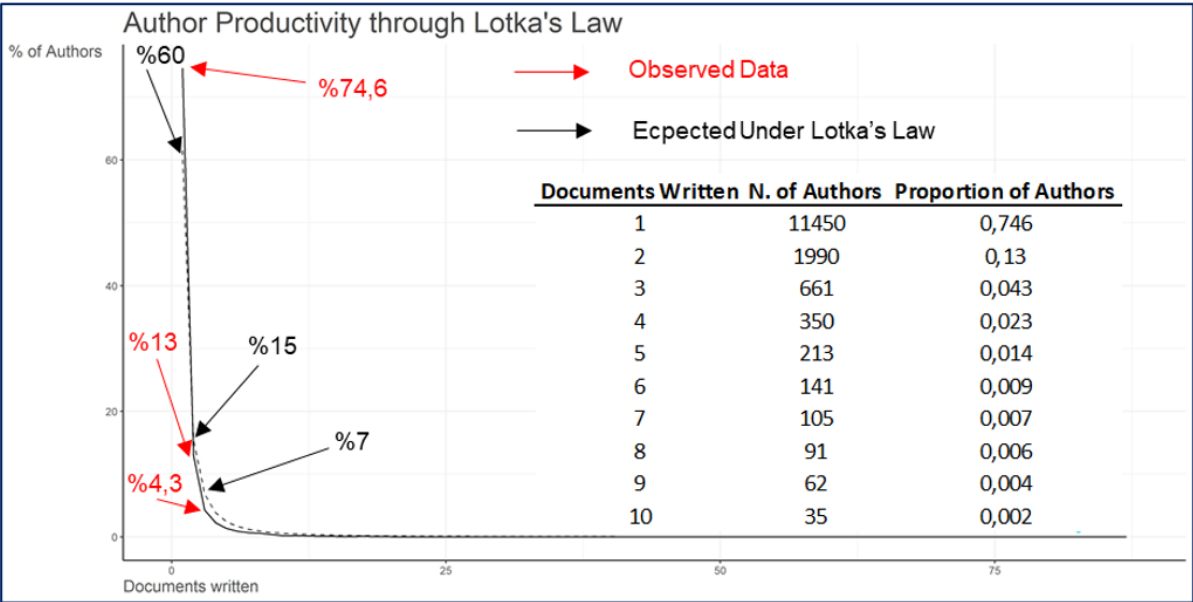 Author Productivity through Lotka's Law
% of Authors
%60
%74,6
Observed Data
Ecpected Under Lotka's Law
Documents Written N. of Authors Proportion of Authors
1 11450 0,746
2 1990 0,13
3 661 0,043
4 350 0,023
5 213 0,014
6 141 0,009
7 105 0,007
8 91 0,006
9 62 0,004
10 35 0,002
60
40
%13
%15
20
%7
%4,3
0
0 25 50 75
Documents written